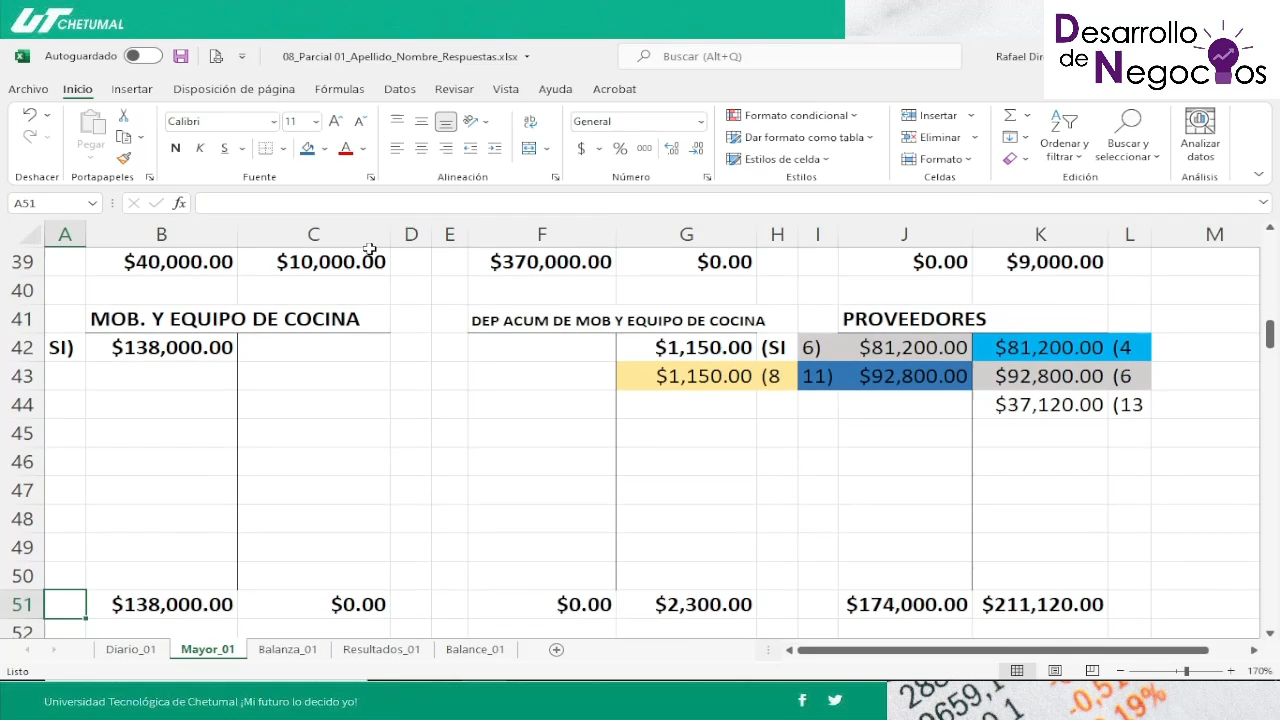 UT CHETUMAL
Desarrollo
de Negocios
Autoguardado
08_Parcial 01_Apellido_Nombre_Respuestas.xlsx
Buscar (Alt+Q)
Rafael Dir
Archivo Inicio Insertar Disposición de página Fórmulas Datos Revisar Vista Ayuda Acrobat
Pegar
Calibri 11
N K S
General
$ % 000
Formato condicional
Dar formato como tabla
Estilos de celda
Insertar
Eliminar
Formato
Ordenar y filtrar
Buscar y seleccionar
Analizar datos
Deshacer Portapapeles Fuente Alineación Número Estilos Celdas Edición Análisis
A51 fx
A B C D E F G H I J K L M
39 $40,000.00 $10,000.00 $370,000.00 $0.00 $0.00 $9,000.00
40
41 MOB. Y EQUIPO DE COCINA DEP ACUM DE MOB Y EQUIPO DE COCINA PROVEEDORES
42 SI) $138,000.00 $1,150.00 (SI 6) $81,200.00 $81,200.00 (4
43 $1,150.00 (8 11) $92,800.00 $92,800.00 (6
44 $37,120.00 (13
45
46
47
48
49
50
51 $138,000.00 $0.00 $0.00 $2,300.00 $174,000.00 $211,120.00
52
Diario_01 Mayor_01 Balanza_01 Resultados_01 Balance_01
Listo
170%
Universidad Tecnológica de Chetumal ¡Mi futuro lo decido yo!